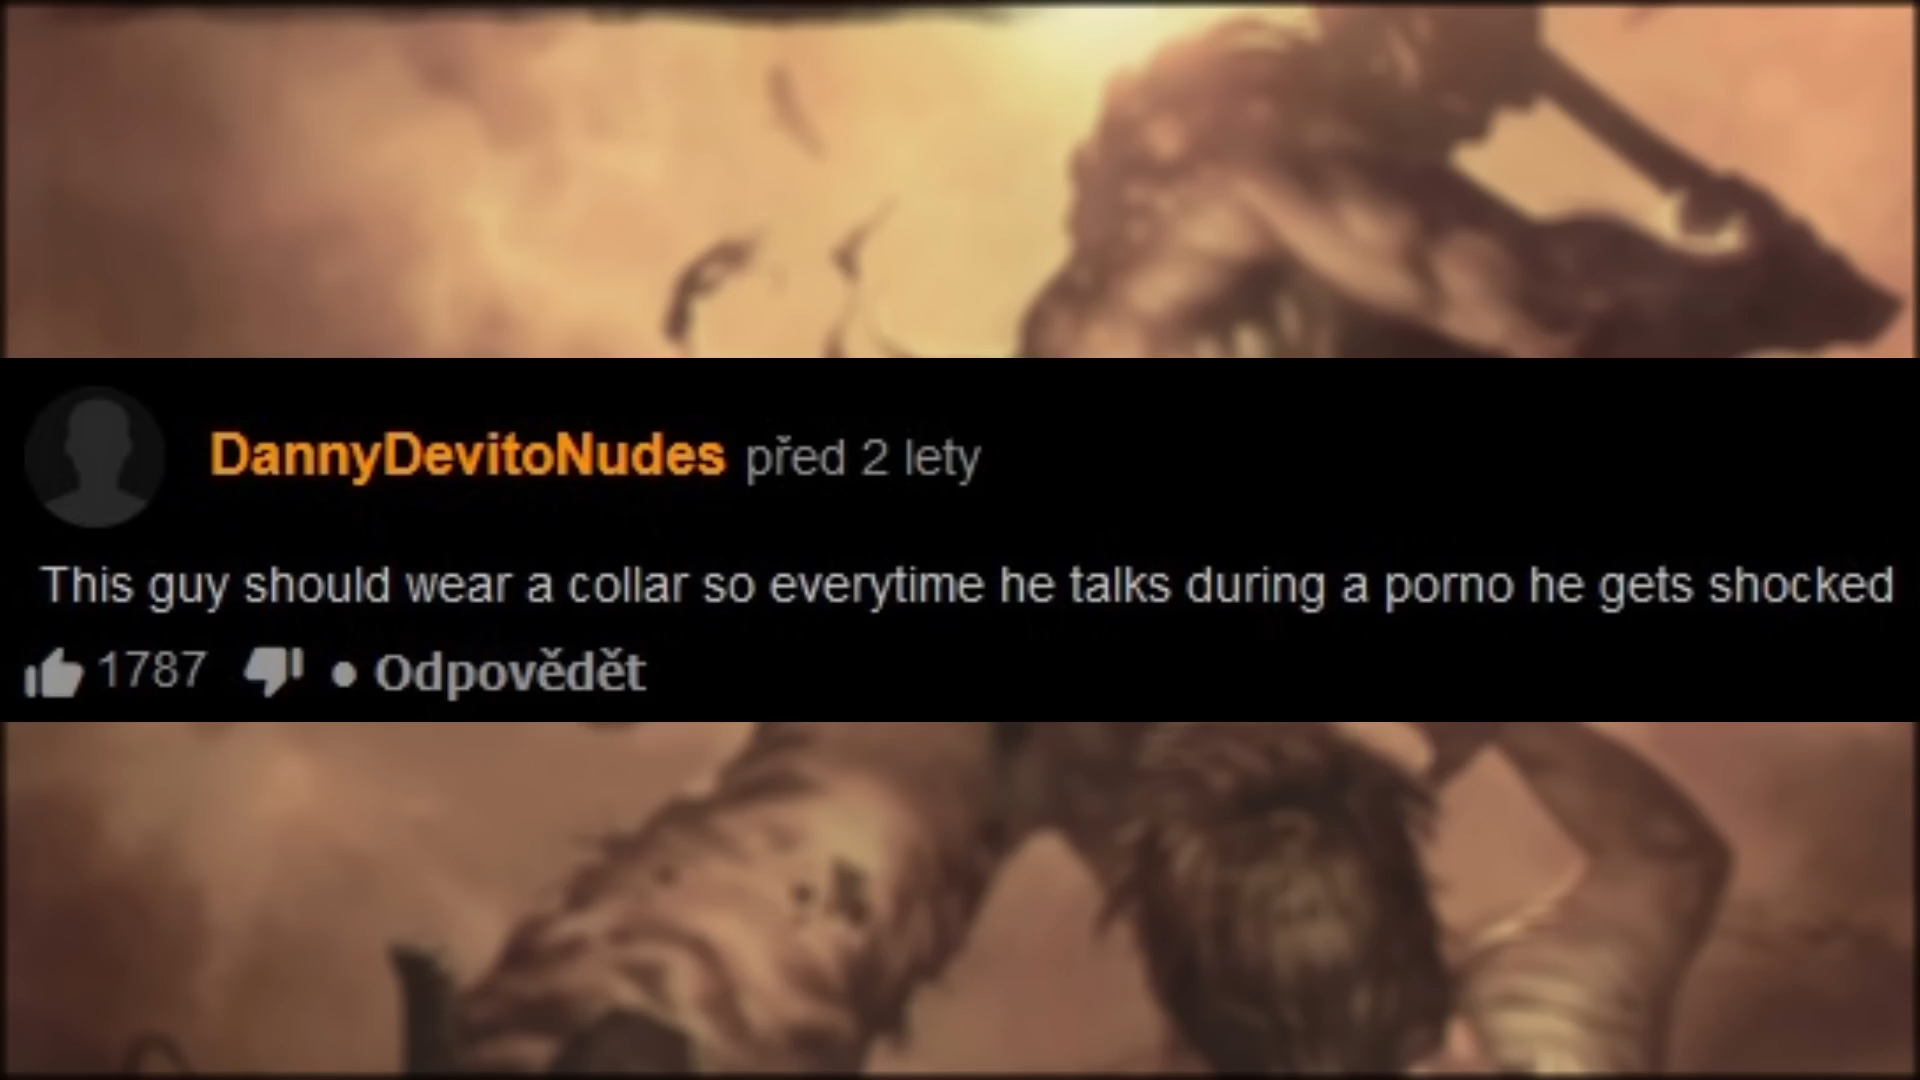 DannyDevitoNudes před 2 lety
This guy should wear a collar so everytime he talks during a porno he gets shocked
1787 • Odpovědět